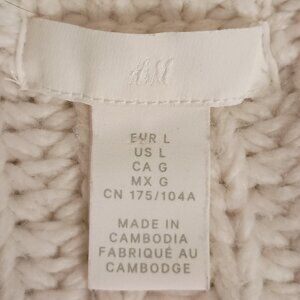 H&M
EUR L
US L
CA G
MX G
CN 175/104A
MADE IN
CAMBODIA
FABRIQUÉ AU
CAMBODGE